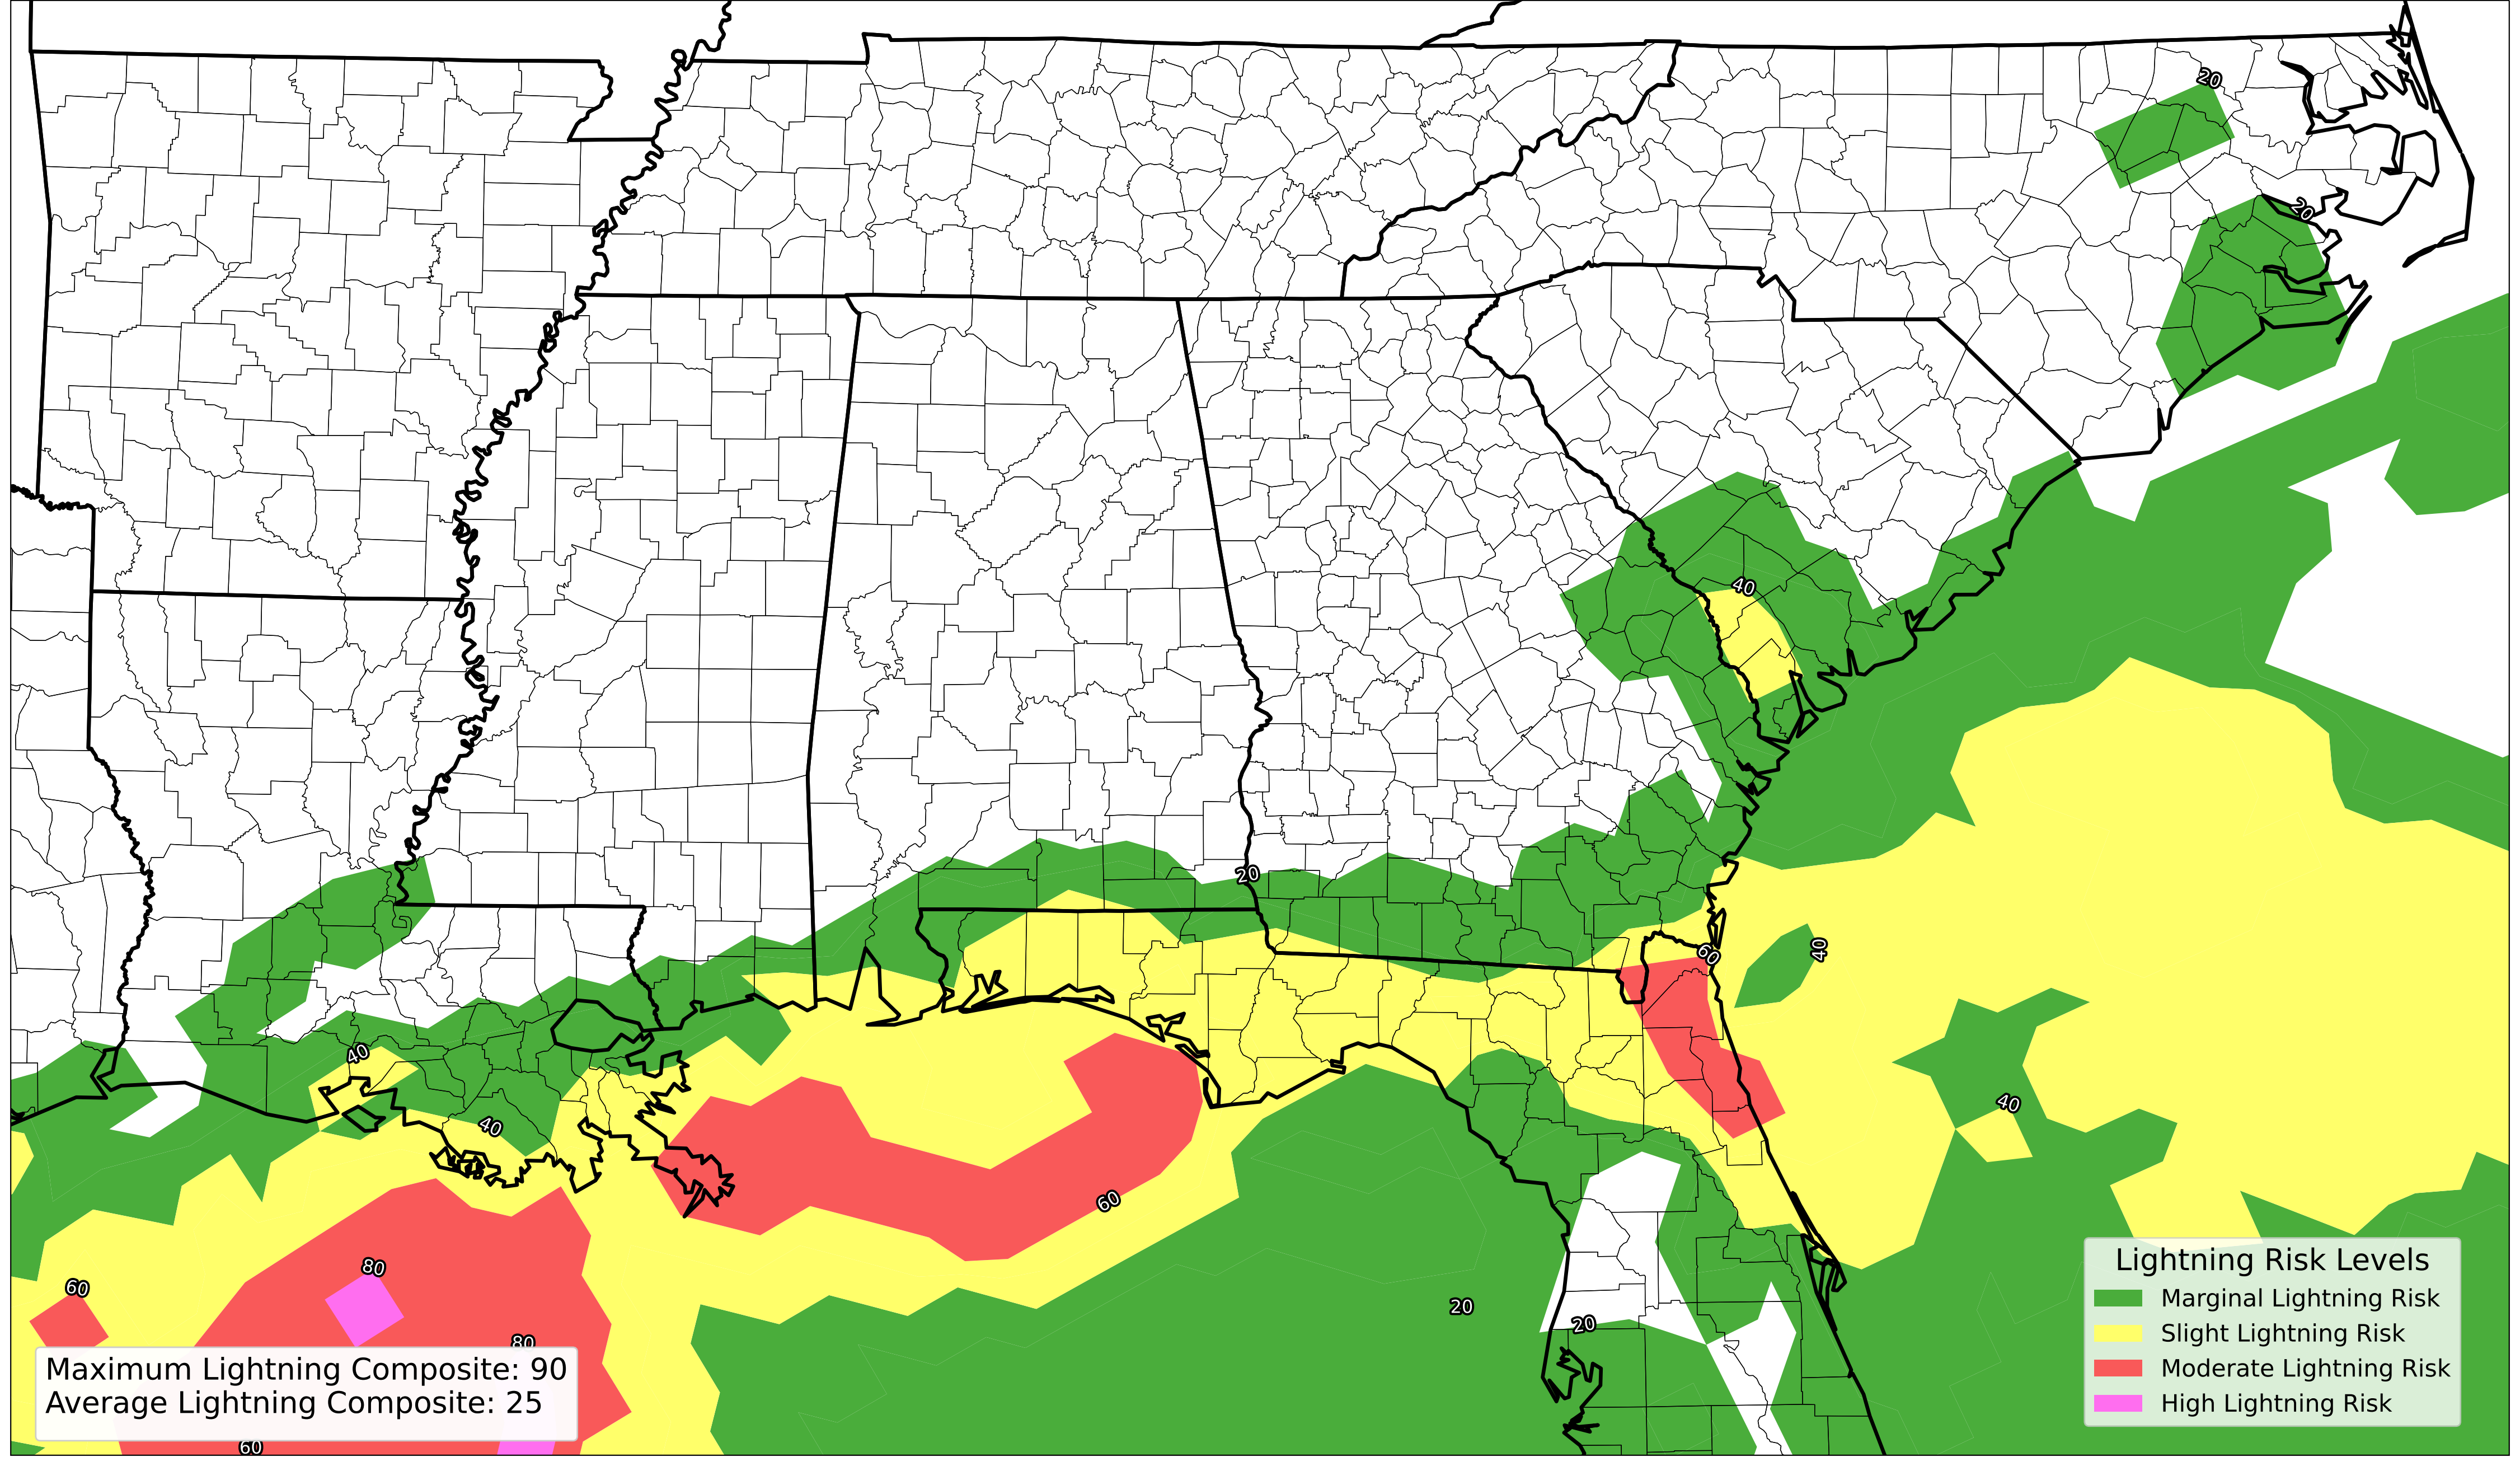 20
20
40
20
40
60
40
40
40
60
80
60
20
20
80
60
Maximum Lightning Composite: 90
Average Lightning Composite: 25
Lightning Risk Levels
Marginal Lightning Risk
Slight Lightning Risk
Moderate Lightning Risk
High Lightning Risk